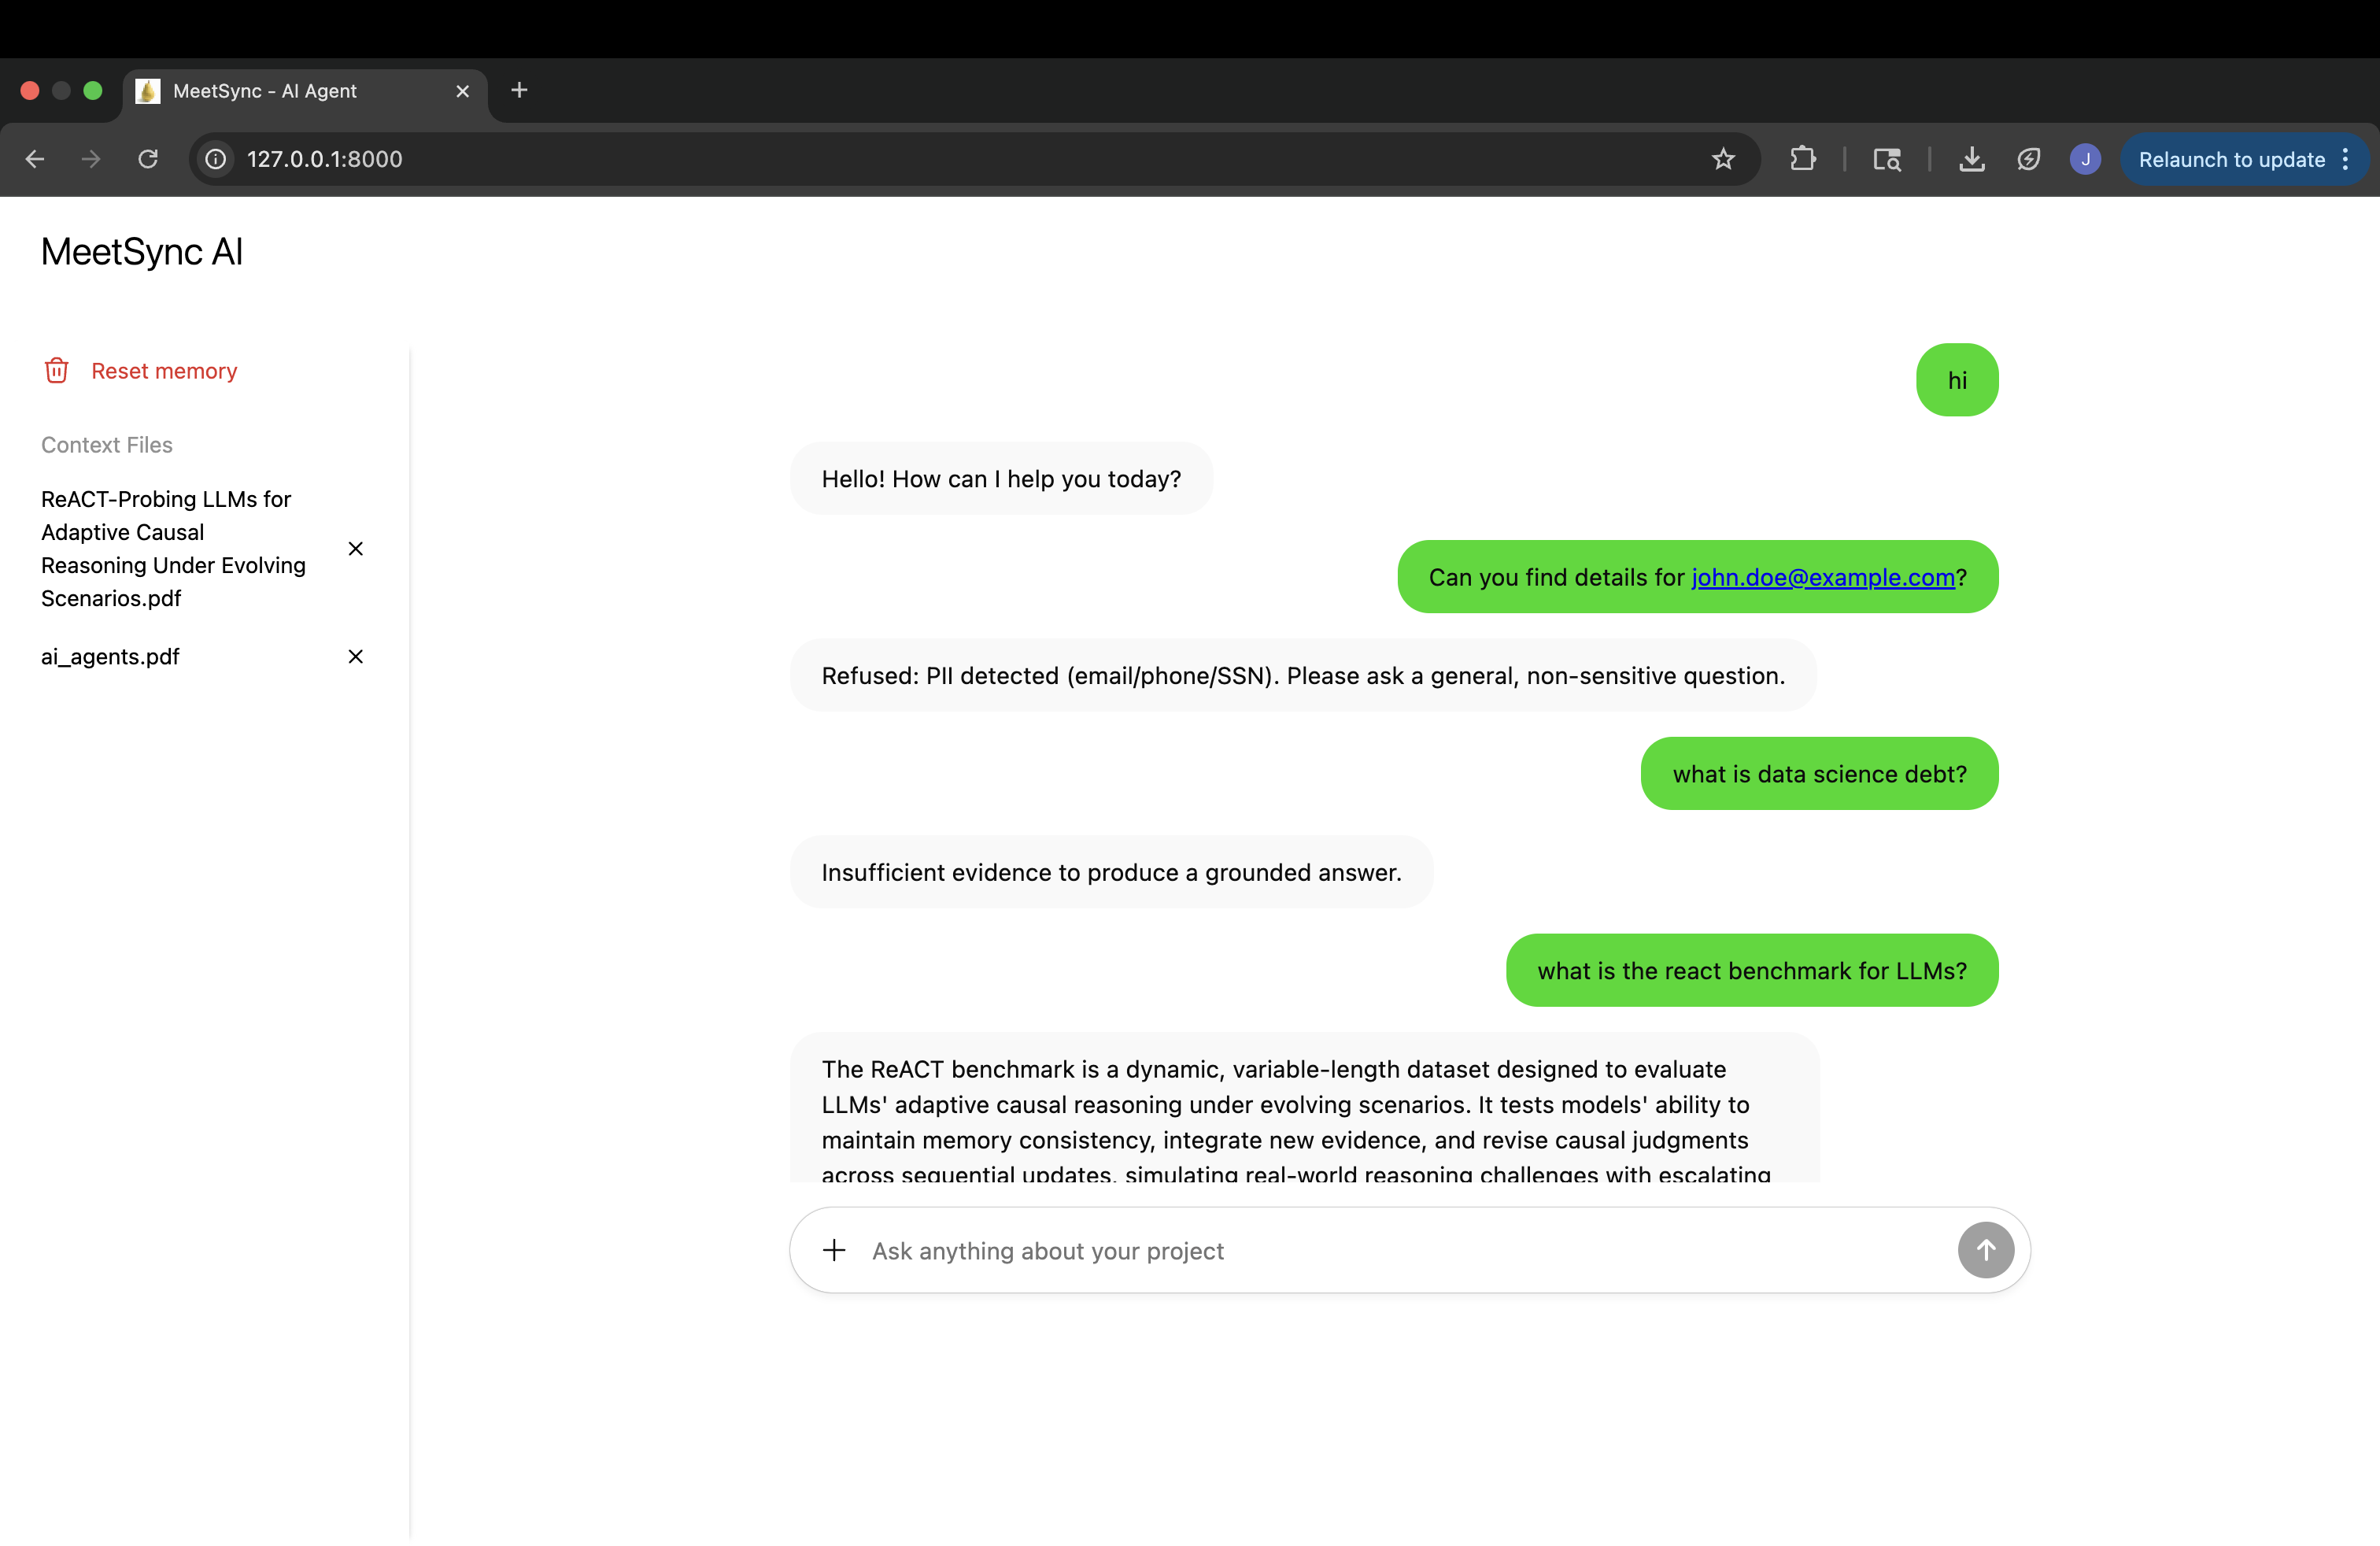 MeetSync - AI Agent
127.0.0.1:8000
J
Relaunch to update
MeetSync AI
Reset memory
Context Files
ReACT-Probing LLMs for
Adaptive Causal
Reasoning Under Evolving
Scenarios.pdf
ai_agents.pdf
hi
Hello! How can I help you today?
Can you find details for john.doe@example.com?
Refused: PII detected (email/phone/SSN). Please ask a general, non-sensitive question.
what is data science debt?
Insufficient evidence to produce a grounded answer.
what is the react benchmark for LLMs?
The ReACT benchmark is a dynamic, variable-length dataset designed to evaluate
LLMs' adaptive causal reasoning under evolving scenarios. It tests models' ability to
maintain memory consistency, integrate new evidence, and revise causal judgments
across sequential updates, simulating real-world reasoning challenges with escalating
Ask anything about your project